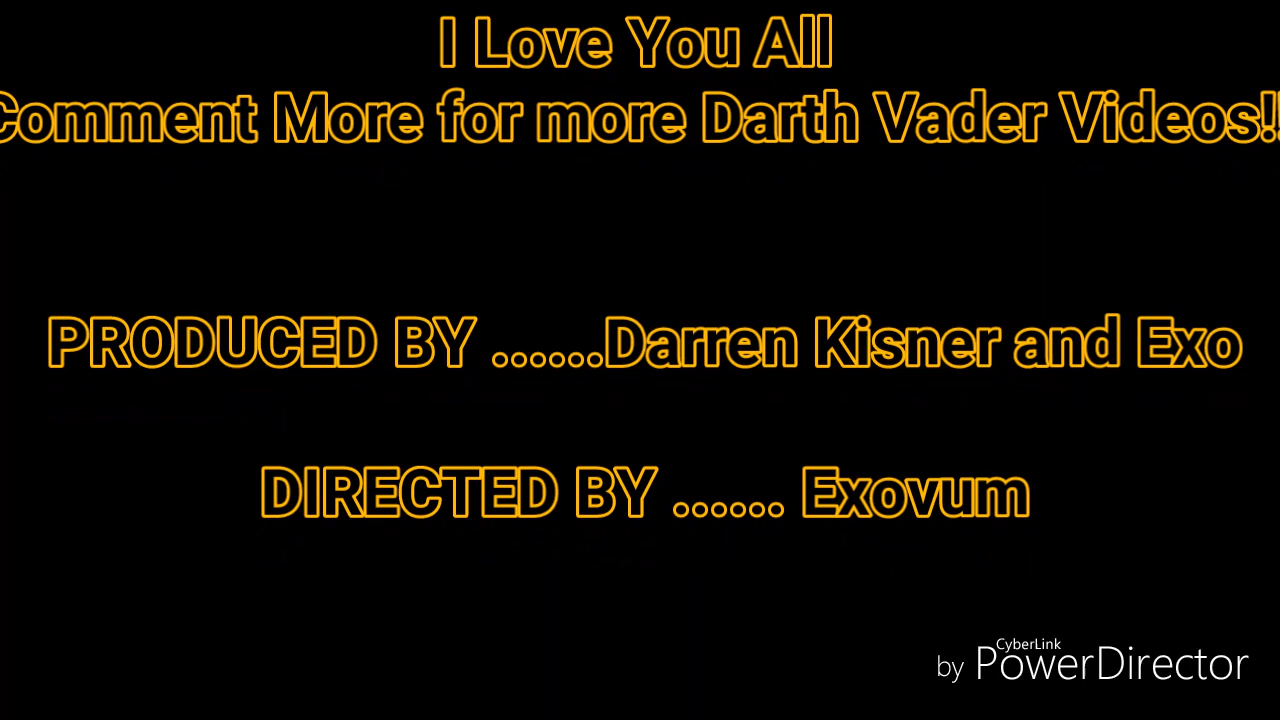 I Love You All
Comment More for more Darth Vader Videos!!
PRODUCED BY ......Darren Kisner and Exo
DIRECTED BY ...... Exovum
by CyberLink PowerDirector